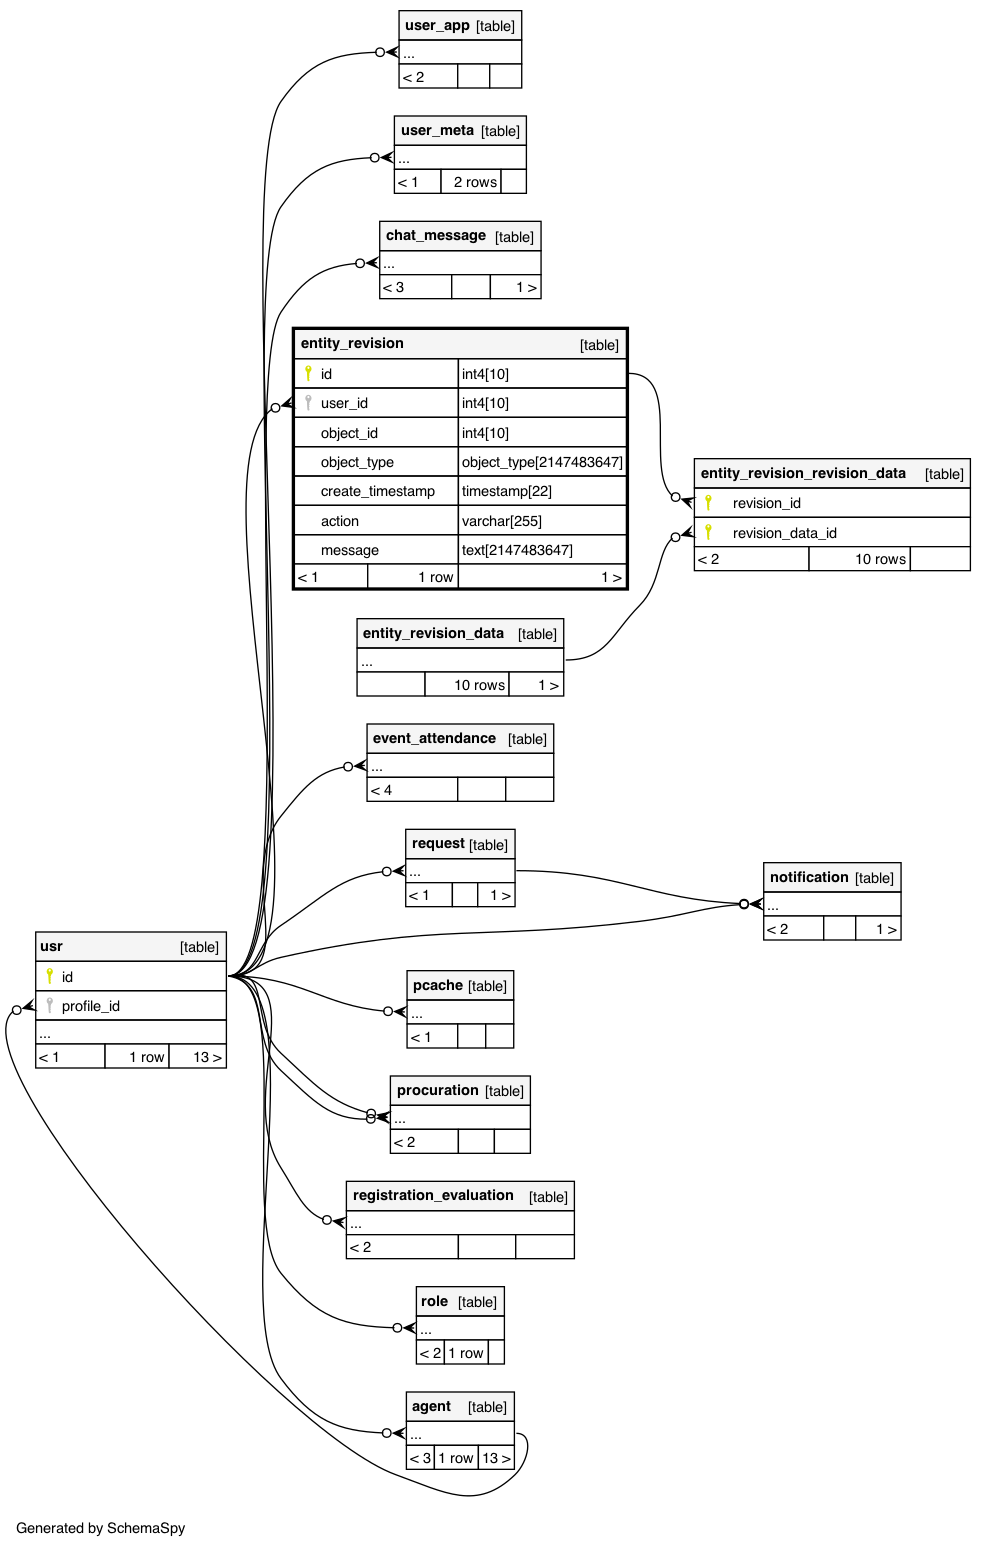 user_app [table]
...
< 2
user_meta [table]
...
< 1 2 rows
chat_message [table]
...
< 3 1 >
entity_revision [table]
id int4[10]
user_id int4[10]
object_id int4[10]
object_type object_type[2147483647]
create_timestamp timestamp[22]
action varchar[255]
message text[2147483647]
< 1 1 row 1 >
entity_revision_revision_data [table]
revision_id
revision_data_id
< 2 10 rows
entity_revision_data [table]
...
10 rows 1 >
event_attendance [table]
...
< 4
request [table]
...
< 1 1 >
notification [table]
...
< 2 1 >
usr [table]
id
profile_id
...
< 1 1 row 13 >
pcache [table]
...
< 1
procuration [table]
...
< 2
registration_evaluation [table]
...
< 2
role [table]
...
< 2 1 row
agent [table]
...
< 3 1 row 13 >
Generated by SchemaSpy